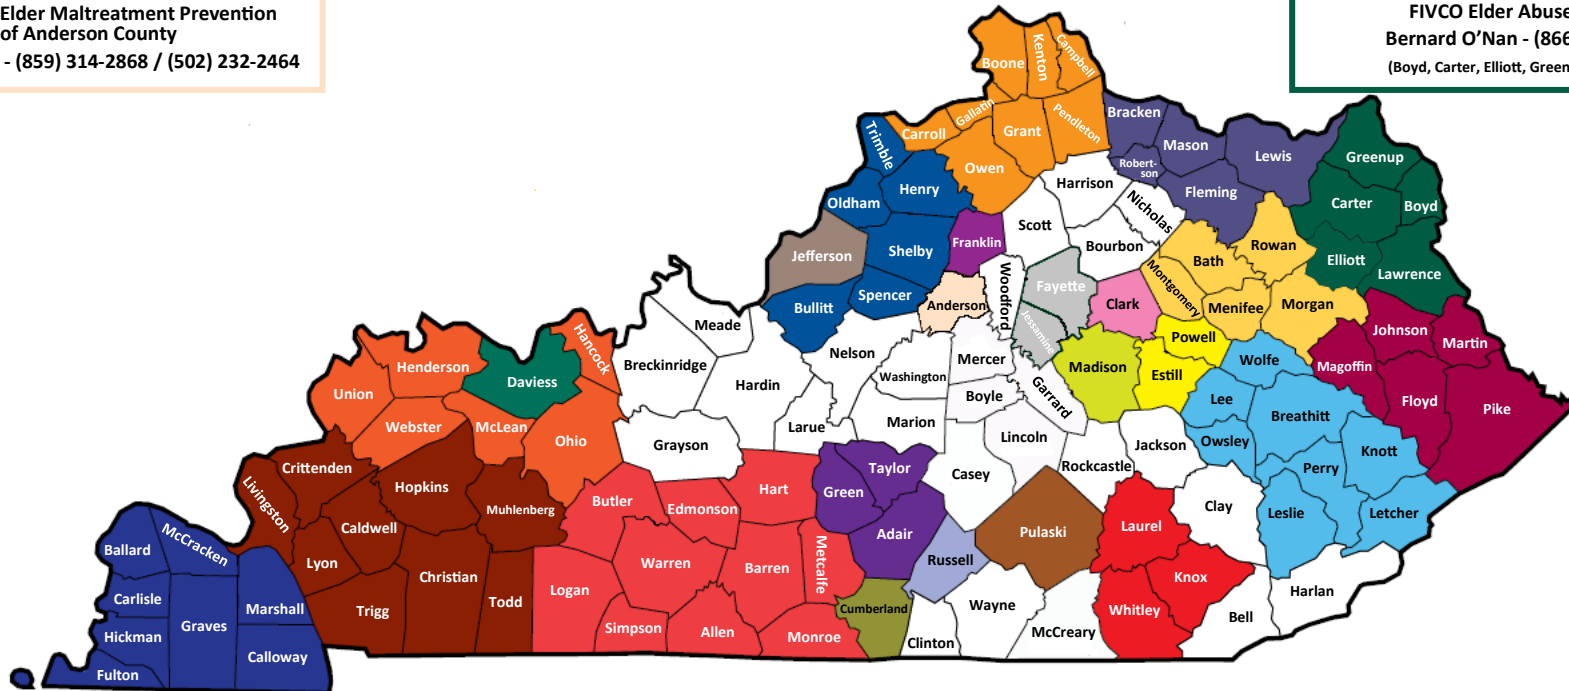 Elder Maltreatment Prevention
of Anderson County
- (859) 314-2868 / (502) 232-2464
FIVCO Elder Abuse
Bernard O'Nan - (866
(Boyd, Carter, Elliott, Green
Boone
Kenton
Campbell
Gallatin
Carroll
Grant
Pendleton
Owen
Trimble
Henry
Oldham
Shelby
Spencer
Bullitt
Jefferson
Franklin
Anderson
Woodford
Scott
Harrison
Nicholas
Bourbon
Fayette
Jessamine
Clark
Bracken
Mason
Robert-
son
Lewis
Fleming
Greenup
Carter
Boyd
Elliott
Lawrence
Rowan
Bath
Montgomery
Menifee
Morgan
Powell
Estill
Madison
Johnson
Martin
Magoffin
Floyd
Pike
Wolfe
Lee
Breathitt
Owsley
Perry
Knott
Leslie
Letcher
Meade
Breckinridge
Hardin
Nelson
Washington
Mercer
Boyle
Garrard
Larue
Marion
Lincoln
Grayson
Casey
Rockcastle
Jackson
Clay
Hancock
Henderson
Daviess
Union
Webster
McLean
Ohio
Crittenden
Livingston
Hopkins
Muhlenberg
Caldwell
Lyon
Christian
Trigg
Todd
Butler
Edmonson
Hart
Warren
Barren
Metcalfe
Logan
Simpson
Allen
Monroe
Taylor
Green
Adair
Cumberland
Russell
Pulaski
Wayne
Clinton
McCreary
Laurel
Knox
Whitley
Bell
Harlan
Ballard
McCracken
Carlisle
Graves
Marshall
Hickman
Calloway
Fulton